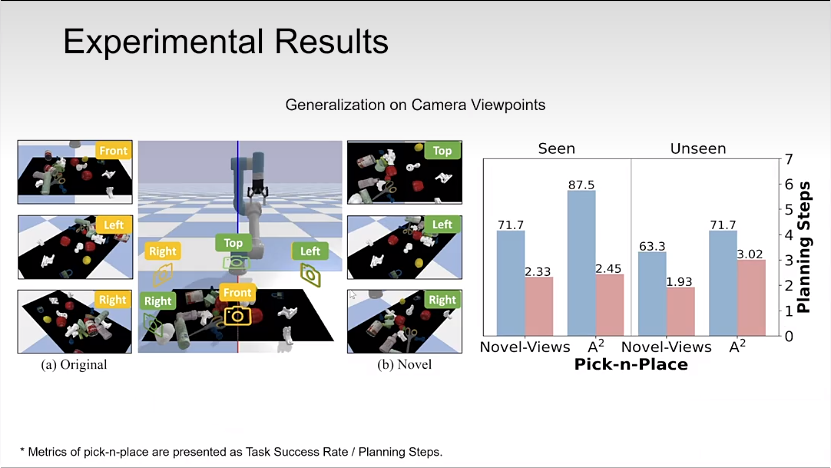 Experimental Results
Generalization on Camera Viewpoints
Front
Left
Right
(a) Original
Right
Top
Left
Right
Front
Top
Left
Right
(b) Novel
Seen
Unseen
71.7
2.33
87.5
2.45
63.3
1.93
71.7
3.02
7
6
5
4
3
2
1
0
Planning Steps
Novel-Views
A²
Novel-Views
A²
Pick-n-Place
* Metrics of pick-n-place are presented as Task Success Rate / Planning Steps.